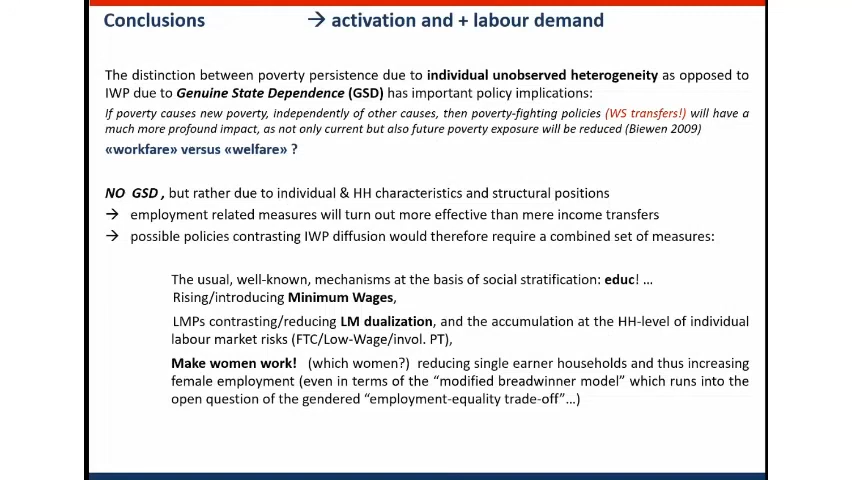 Conclusions → activation and + labour demand
The distinction between poverty persistence due to individual unobserved heterogeneity as opposed to
IWP due to Genuine State Dependence (GSD) has important policy implications:
If poverty causes new poverty, independently of other causes, then poverty-fighting policies (WS transfers!) will have a
much more profound impact, as not only current but also future poverty exposure will be reduced (Biewen 2009)
«workfare» versus «welfare» ?
NO GSD , but rather due to individual & HH characteristics and structural positions
→ employment related measures will turn out more effective than mere income transfers
→ possible policies contrasting IWP diffusion would therefore require a combined set of measures:
The usual, well-known, mechanisms at the basis of social stratification: educ! ...
Rising/introducing Minimum Wages,
LMPs contrasting/reducing LM dualization, and the accumulation at the HH-level of individual
labour market risks (FTC/Low-Wage/invol. PT),
Make women work! (which women?) reducing single earner households and thus increasing
female employment (even in terms of the “modified breadwinner model” which runs into the
open question of the gendered “employment-equality trade-off”...)